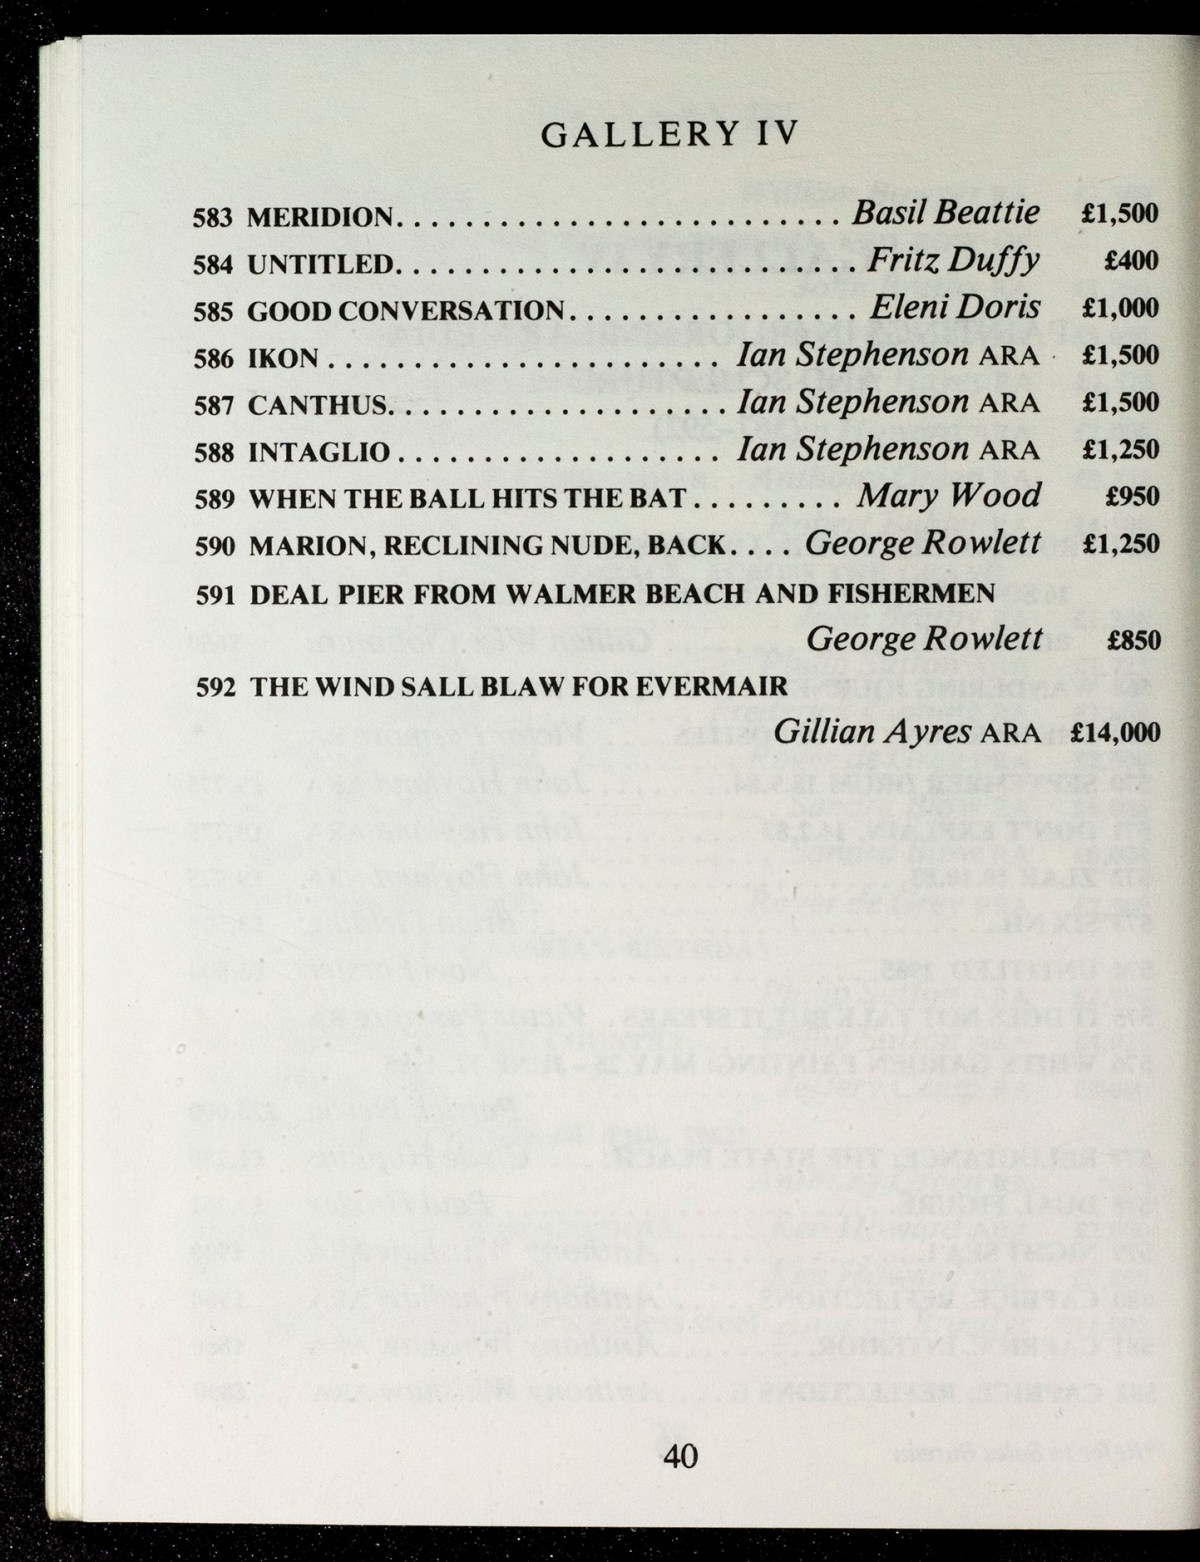 GALLERY IV
583 MERIDION............................ Basil Beattie £1,500
584 UNTITLED............................. Fritz Duffy £400
585 GOOD CONVERSATION.................. Eleni Doris £1,000
586 IKON......................... Ian Stephenson ARA £1,500
587 CANTHUS..................... Ian Stephenson ARA £1,500
588 INTAGLIO.................... Ian Stephenson ARA £1,250
589 WHEN THE BALL HITS THE BAT......... Mary Wood £950
590 MARION, RECLINING NUDE, BACK.... George Rowlett £1,250
591 DEAL PIER FROM WALMER BEACH AND FISHERMEN
George Rowlett £850
592 THE WIND SALL BLAW FOR EVERMAIR
Gillian Ayres ARA £14,000
40